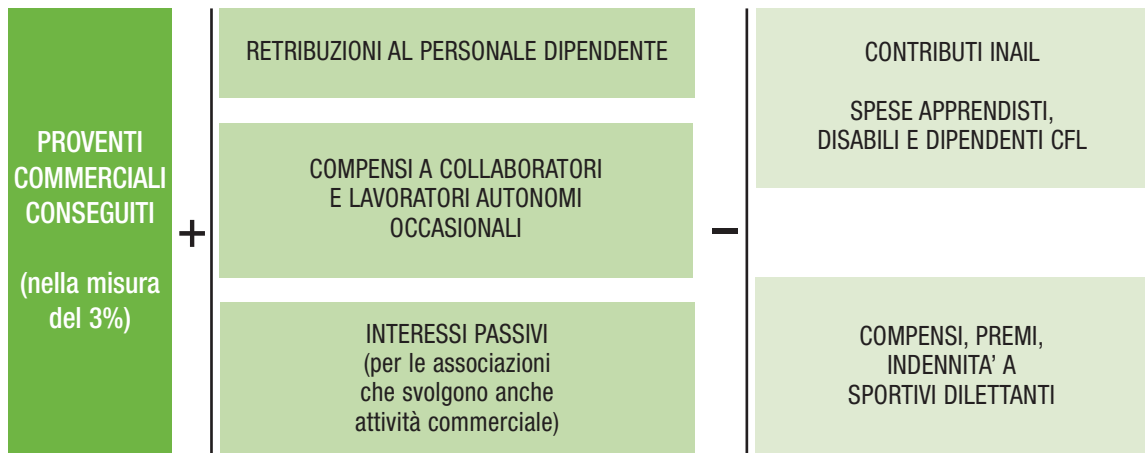 PROVENTI
COMMERCIALI
CONSEGUITI
(nella misura
del 3%)
+
RETRIBUZIONI AL PERSONALE DIPENDENTE
COMPENSI A COLLABORATORI
E LAVORATORI AUTONOMI
OCCASIONALI
INTERESSI PASSIVI
(per le associazioni
che svolgono anche
attività commerciale)
–
CONTRIBUTI INAIL
SPESE APPRENDISTI,
DISABILI E DIPENDENTI CFL
COMPENSI, PREMI,
INDENNITA’ A
SPORTIVI DILETTANTI